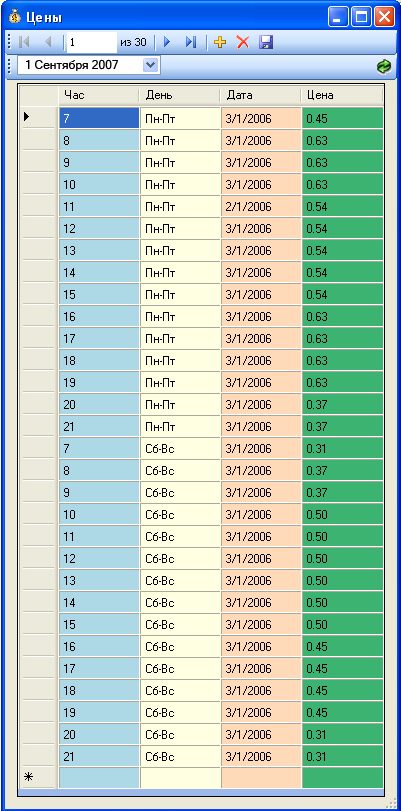 Цены
1 из 30
1 Сентября 2007
Час День Дата Цена
7 Пн-Пт 3/1/2006 0.45
8 Пн-Пт 3/1/2006 0.63
9 Пн-Пт 3/1/2006 0.63
10 Пн-Пт 3/1/2006 0.63
11 Пн-Пт 2/1/2006 0.54
12 Пн-Пт 3/1/2006 0.54
13 Пн-Пт 3/1/2006 0.54
14 Пн-Пт 3/1/2006 0.54
15 Пн-Пт 3/1/2006 0.54
16 Пн-Пт 3/1/2006 0.63
17 Пн-Пт 3/1/2006 0.63
18 Пн-Пт 3/1/2006 0.63
19 Пн-Пт 3/1/2006 0.63
20 Пн-Пт 3/1/2006 0.37
21 Пн-Пт 3/1/2006 0.37
7 Сб-Вс 3/1/2006 0.31
8 Сб-Вс 3/1/2006 0.37
9 Сб-Вс 3/1/2006 0.37
10 Сб-Вс 3/1/2006 0.50
11 Сб-Вс 3/1/2006 0.50
12 Сб-Вс 3/1/2006 0.50
13 Сб-Вс 3/1/2006 0.50
14 Сб-Вс 3/1/2006 0.50
15 Сб-Вс 3/1/2006 0.50
16 Сб-Вс 3/1/2006 0.45
17 Сб-Вс 3/1/2006 0.45
18 Сб-Вс 3/1/2006 0.45
19 Сб-Вс 3/1/2006 0.45
20 Сб-Вс 3/1/2006 0.31
21 Сб-Вс 3/1/2006 0.31